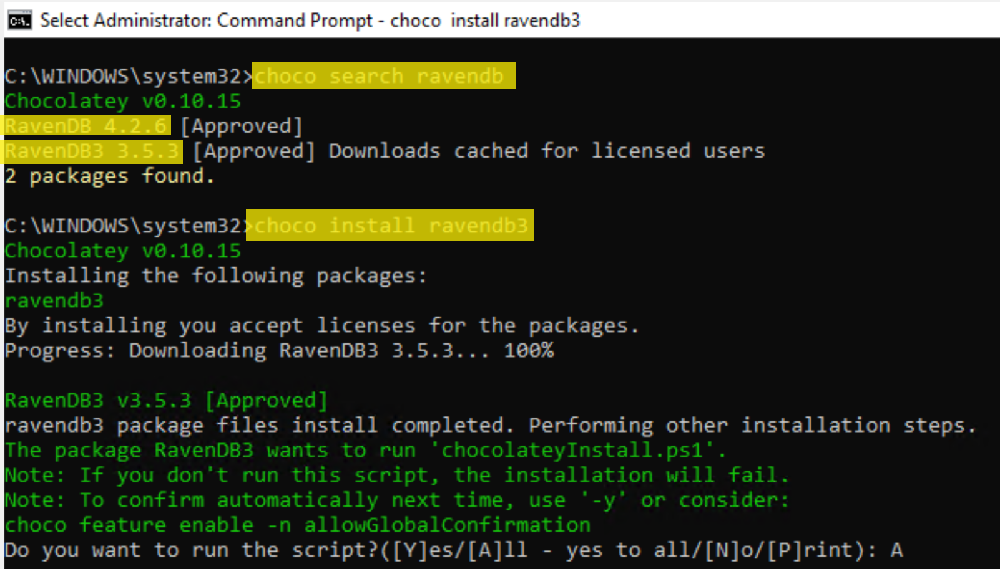 Select Administrator: Command Prompt - choco  install ravendb3
C:\WINDOWS\system32>choco search ravendb
Chocolatey v0.10.15
RavenDB 4.2.6 [Approved]
RavenDB3 3.5.3 [Approved] Downloads cached for licensed users
2 packages found.
C:\WINDOWS\system32>choco install ravendb3
Chocolatey v0.10.15
Installing the following packages:
ravendb3
By installing you accept licenses for the packages.
Progress: Downloading RavenDB3 3.5.3... 100%
RavenDB3 v3.5.3 [Approved]
ravendb3 package files install completed. Performing other installation steps.
The package RavenDB3 wants to run 'chocolateyInstall.ps1'.
Note: If you don't run this script, the installation will fail.
Note: To confirm automatically next time, use '-y' or consider:
choco feature enable -n allowGlobalConfirmation
Do you want to run the script?([Y]es/[A]ll - yes to all/[N]o/[P]rint): A